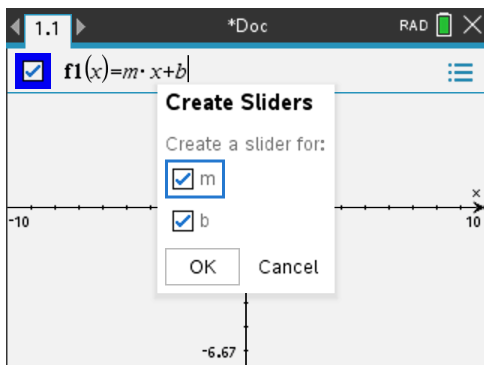 1.1 *Doc RAD
f1(x)=m· x+b
Create Sliders
Create a slider for:
m
b
OK Cancel
x
-10 10
-6.67